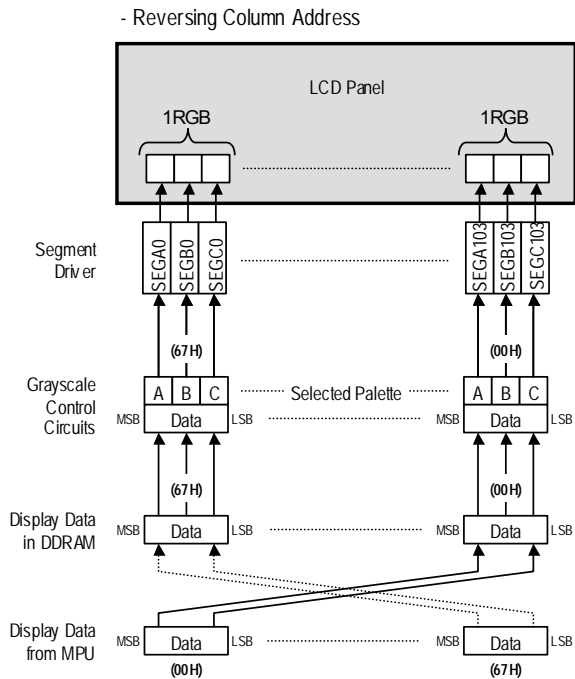 - Reversing Column Address
LCD Panel
1RGB 1RGB
Segment Driver
SEGA0 SEGB0 SEGC0 SEGA103 SEGB103 SEGC103
(67H) (00H)
Grayscale Control Circuits
A B C Selected Palette A B C
MSB Data LSB MSB Data LSB
(67H) (00H)
Display Data in DDRAM
MSB Data LSB MSB Data LSB
Display Data from MPU
MSB Data LSB MSB Data LSB
(00H) (67H)